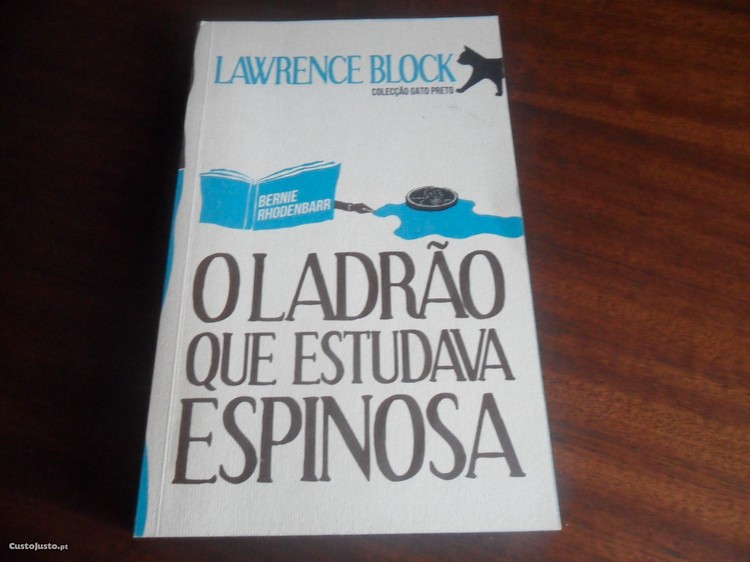 LAWRENCE BLOCK
COLECÇÃO GATO PRETO
BERNIE
RHODENBARR
O LADRÃO
QUE ESTUDAVA
ESPINOSA
CustoJusto.pt